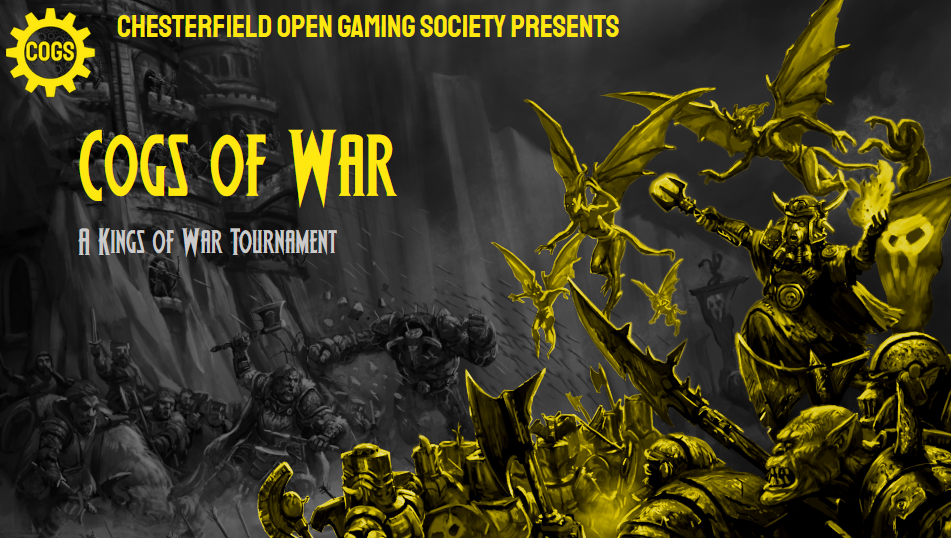 COGS
CHESTERFIELD OPEN GAMING SOCIETY PRESENTS
COGS OF WAR
A KINGS OF WAR TOURNAMENT